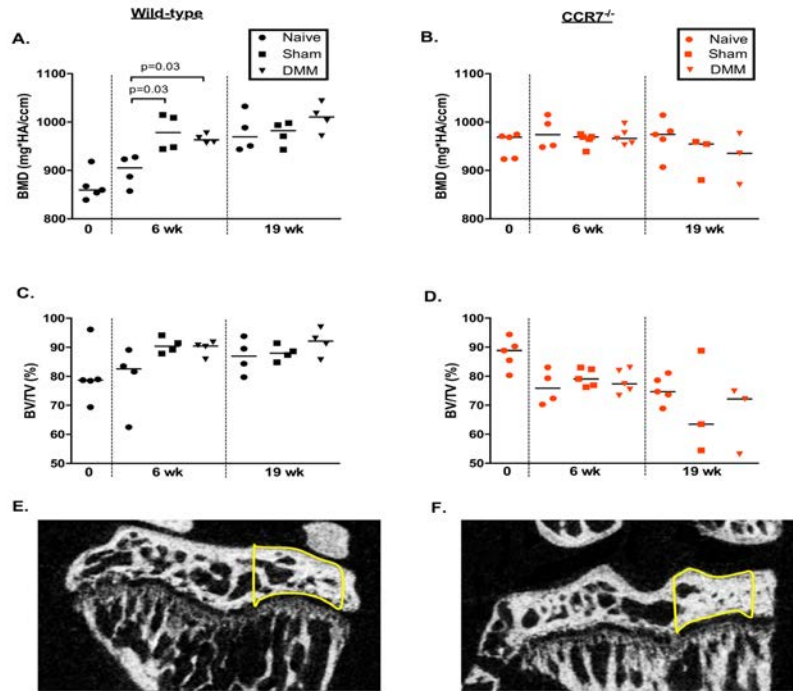 Wild-type
CCR7-/-
A.
Naive
Sham
DMM
B.
Naive
Sham
DMM
BMD (mg*HA/ccm)
1100
1000
900
800
p=0.03
p=0.03
0
6 wk
19 wk
BMD (mg*HA/ccm)
1100
1000
900
800
0
6 wk
19 wk
C.
BV/TV (%)
100
90
80
70
60
50
0
6 wk
19 wk
D.
BV/TV (%)
100
90
80
70
60
50
0
6 wk
19 wk
E.
F.